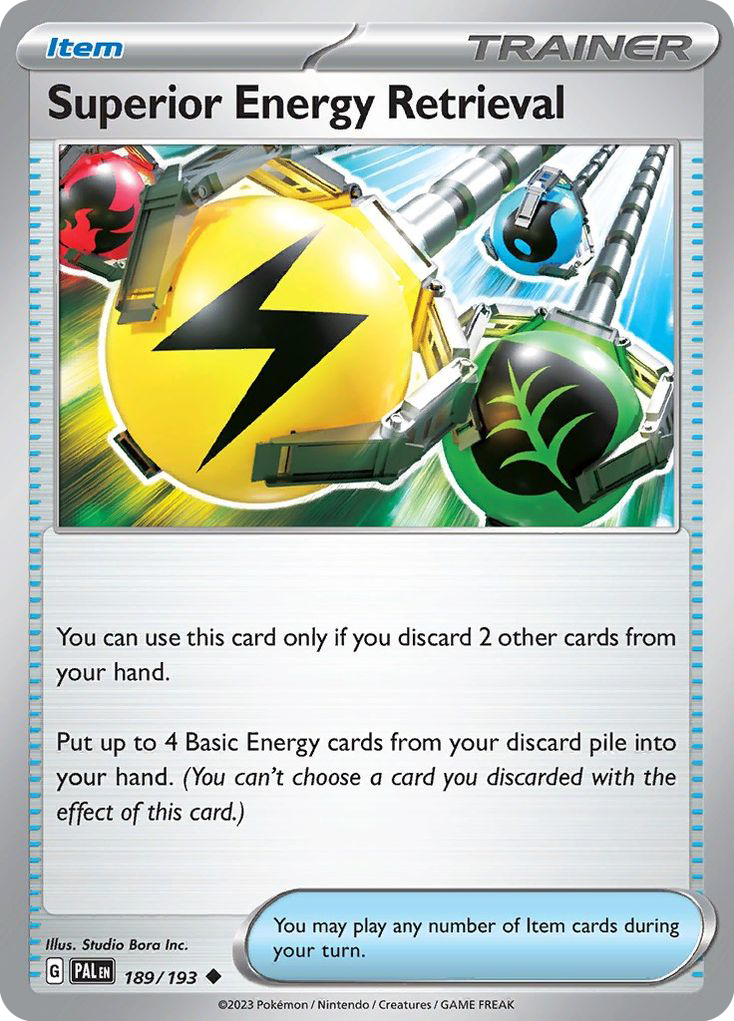 Item
TRAINER
Superior Energy Retrieval
You can use this card only if you discard 2 other cards from
your hand.
Put up to 4 Basic Energy cards from your discard pile into
your hand. (You can't choose a card you discarded with the
effect of this card.)
You may play any number of Item cards during
your turn.
Illus. Studio Bora Inc.
G PAL EN 189/193 ◆
©2023 Pokémon / Nintendo / Creatures / GAME FREAK